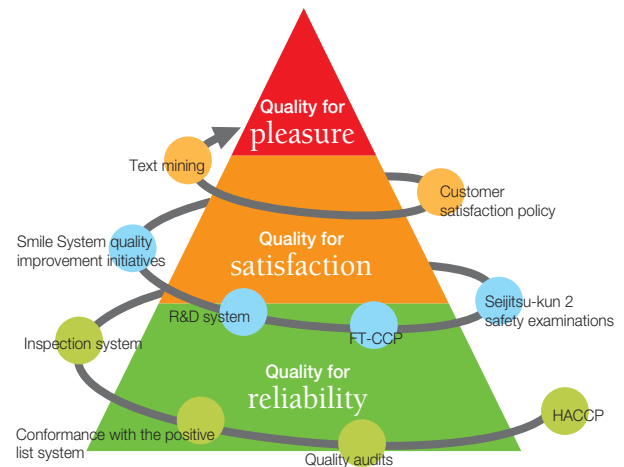 Quality for
pleasure
Text mining
Customer
satisfaction policy
Smile System quality
improvement initiatives
Quality for
satisfaction
R&D system
FT-CCP
Seijitsu-kun 2
safety examinations
Inspection system
Quality for
reliability
HACCP
Conformance with the positive
list system
Quality audits